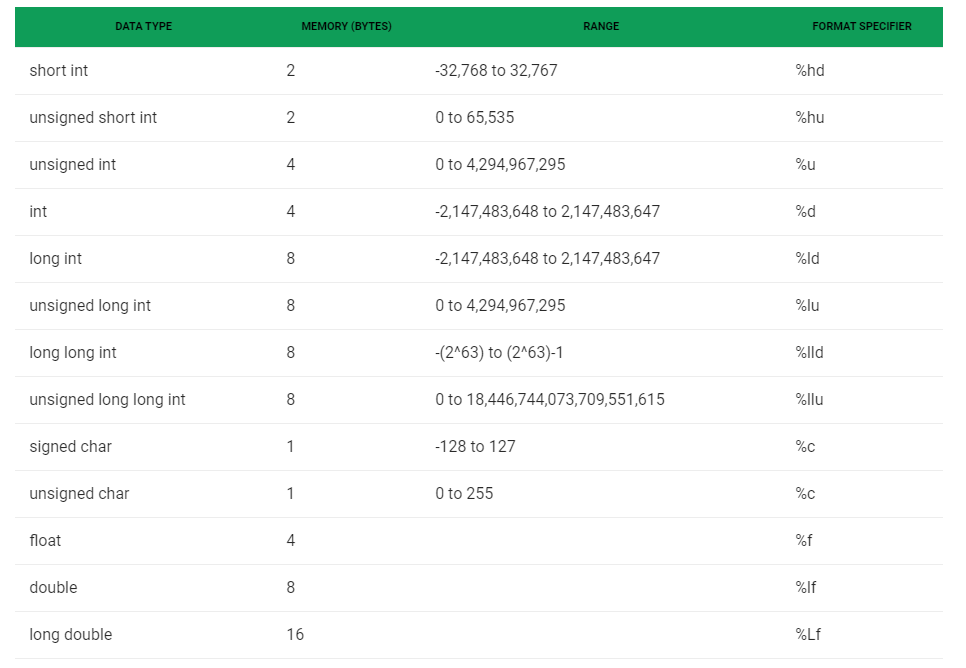 DATA TYPE MEMORY (BYTES) RANGE FORMAT SPECIFIER
short int 2 -32,768 to 32,767 %hd
unsigned short int 2 0 to 65,535 %hu
unsigned int 4 0 to 4,294,967,295 %u
int 4 -2,147,483,648 to 2,147,483,647 %d
long int 8 -2,147,483,648 to 2,147,483,647 %ld
unsigned long int 8 0 to 4,294,967,295 %lu
long long int 8 -(2^63) to (2^63)-1 %lld
unsigned long long int 8 0 to 18,446,744,073,709,551,615 %llu
signed char 1 -128 to 127 %c
unsigned char 1 0 to 255 %c
float 4 %f
double 8 %lf
long double 16 %Lf